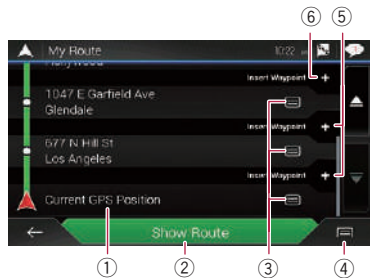 ⑥ ⑤
My Route 10:22
Hollywood
Insert Waypoint +
1047 E Garfield Ave
Glendale
Insert Waypoint +
677 N Hill St
Los Angeles
Insert Waypoint +
Current GPS Position
Show Route
① ② ③ ④